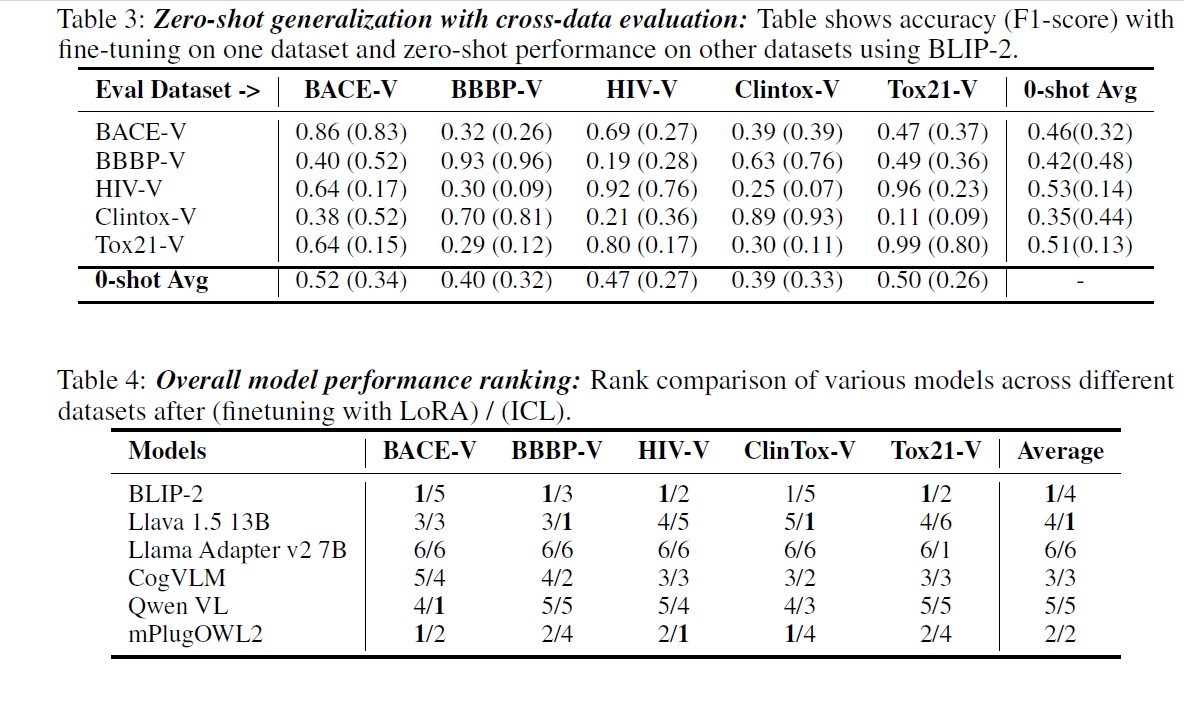 Table 3: Zero-shot generalization with cross-data evaluation: Table shows accuracy (F1-score) with
fine-tuning on one dataset and zero-shot performance on other datasets using BLIP-2.
Eval Dataset -> BACE-V BBBP-V HIV-V Clintox-V Tox21-V 0-shot Avg
BACE-V 0.86 (0.83) 0.32 (0.26) 0.69 (0.27) 0.39 (0.39) 0.47 (0.37) 0.46(0.32)
BBBP-V 0.40 (0.52) 0.93 (0.96) 0.19 (0.28) 0.63 (0.76) 0.49 (0.36) 0.42(0.48)
HIV-V 0.64 (0.17) 0.30 (0.09) 0.92 (0.76) 0.25 (0.07) 0.96 (0.23) 0.53(0.14)
Clintox-V 0.38 (0.52) 0.70 (0.81) 0.21 (0.36) 0.89 (0.93) 0.11 (0.09) 0.35(0.44)
Tox21-V 0.64 (0.15) 0.29 (0.12) 0.80 (0.17) 0.30 (0.11) 0.99 (0.80) 0.51(0.13)
0-shot Avg 0.52 (0.34) 0.40 (0.32) 0.47 (0.27) 0.39 (0.33) 0.50 (0.26) -
Table 4: Overall model performance ranking: Rank comparison of various models across different
datasets after (finetuning with LoRA) / (ICL).
Models BACE-V BBBP-V HIV-V ClinTox-V Tox21-V Average
BLIP-2 1/5 1/3 1/2 1/5 1/2 1/4
Llava 1.5 13B 3/3 3/1 4/5 5/1 4/6 4/1
Llama Adapter v2 7B 6/6 6/6 6/6 6/6 6/1 6/6
CogVLM 5/4 4/2 3/3 3/2 3/3 3/3
Qwen VL 4/1 5/5 5/4 4/3 5/5 5/5
mPlugOWL2 1/2 2/4 2/1 1/4 2/4 2/2